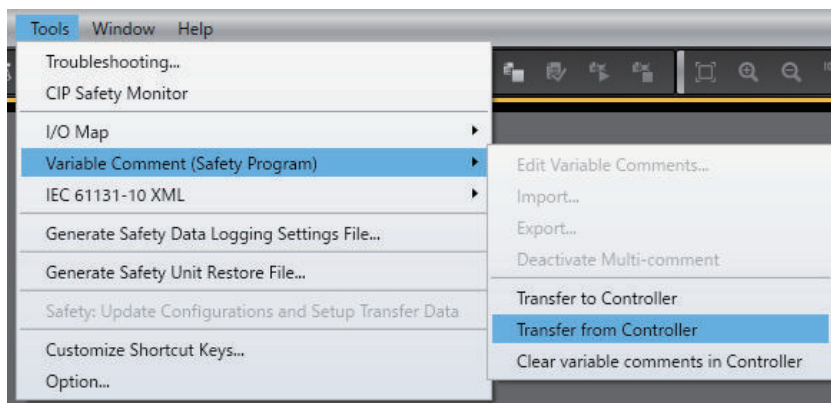 Tools Window Help
Troubleshooting...
CIP Safety Monitor
I/O Map
Variable Comment (Safety Program)
IEC 61131-10 XML
Generate Safety Data Logging Settings File...
Generate Safety Unit Restore File...
Safety: Update Configurations and Setup Transfer Data
Customize Shortcut Keys...
Option...
Edit Variable Comments...
Import...
Export...
Deactivate Multi-comment
Transfer to Controller
Transfer from Controller
Clear variable comments in Controller